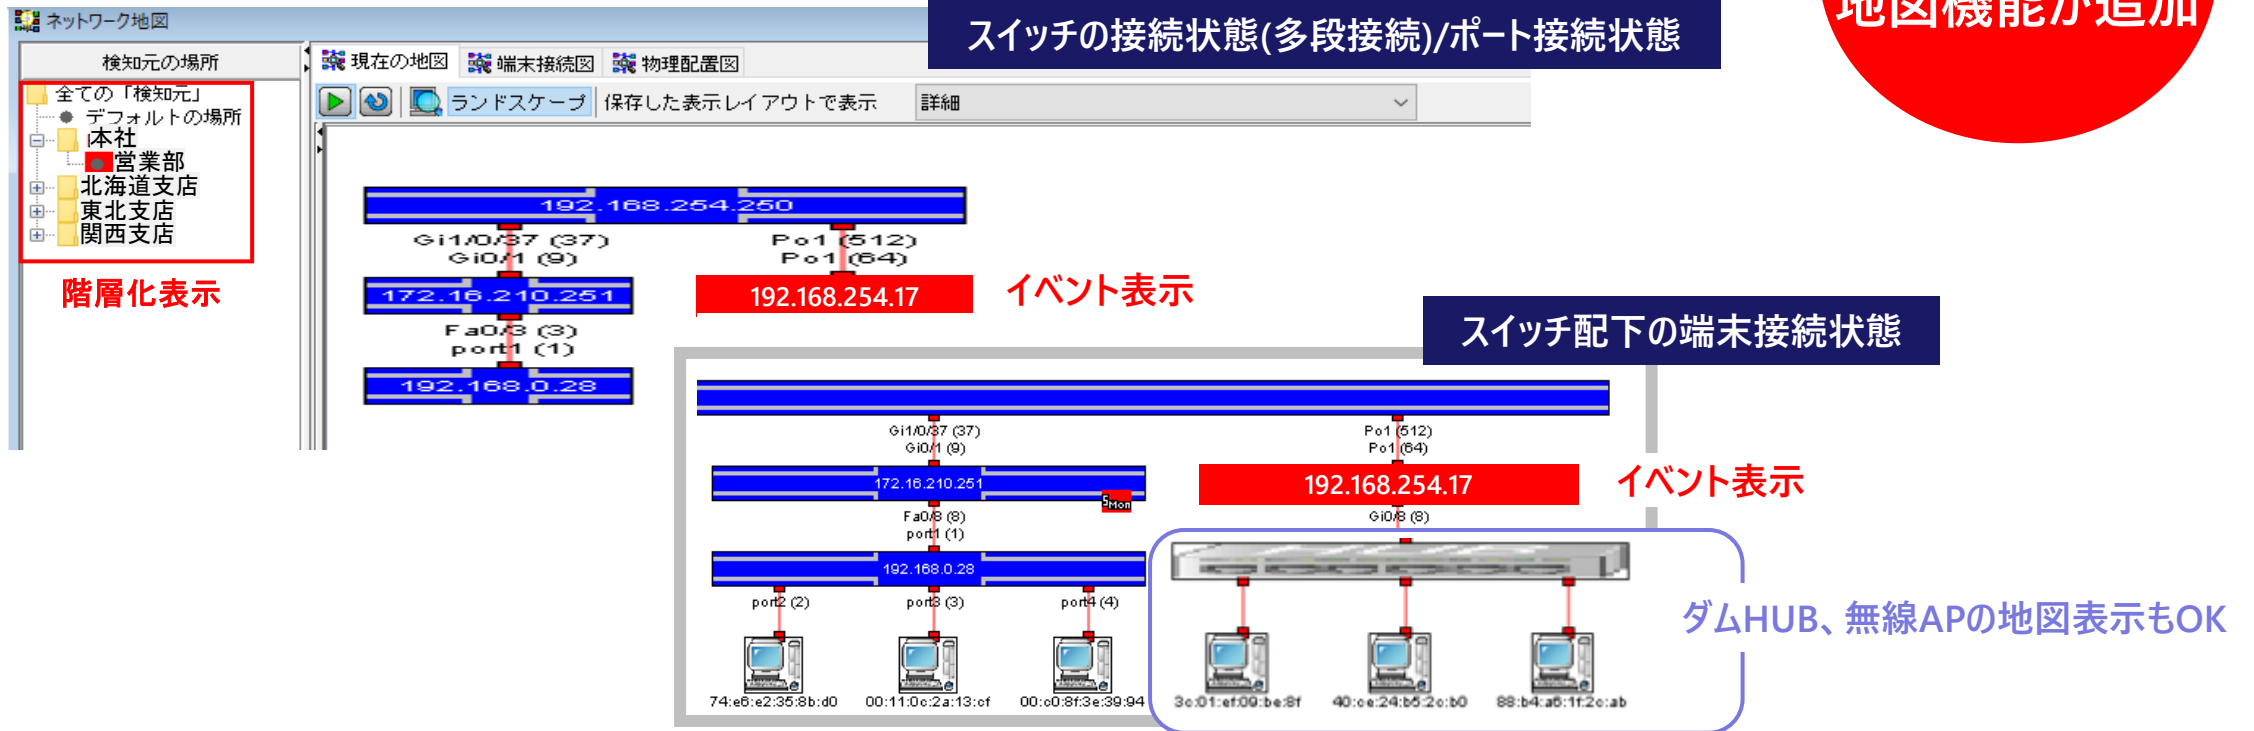 地図機能が追加
スイッチの接続状態(多段接続)/ポート接続状態
ネットワーク地図
検知元の場所
現在の地図 端末接続図 物理配置図
ランドスケープ 保存した表示レイアウトで表示 詳細
全ての「検知元」
デフォルトの場所
本社
営業部
北海道支店
東北支店
関西支店
階層化表示
192.168.254.250
Gi1/0/37 (37)
Gi0/1 (9)
Po1 (512)
Po1 (64)
172.16.210.251
192.168.254.17
イベント表示
Fa0/3 (3)
port1 (1)
192.168.0.28
スイッチ配下の端末接続状態
Gi1/0/37 (37)
Gi0/1 (9)
Po1 (512)
Po1 (64)
172.16.210.251
SMon
192.168.254.17
イベント表示
Fa0/8 (8)
port1 (1)
Gi0/8 (8)
192.168.0.28
port2 (2)
port3 (3)
port4 (4)
ダムHUB、無線APの地図表示もOK
74:e6:e2:35:8b:d0
00:11:0c:2a:13:cf
00:c0:8f:3e:39:94
3c:01:ef:09:be:8f
40:ce:24:b5:2c:b0
88:b4:a6:1f:2c:ab